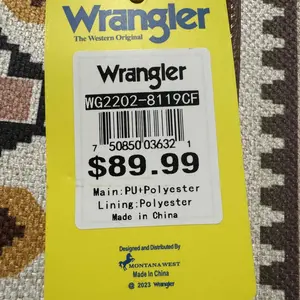 Wrangler
The Western Original
Wrangler
WG2202-8119CF
7 50850 03632 1
$89.99
Main:PU+Polyester
Lining:Polyester
Made in China
Designed and Distributed By
MONTANA WEST
Made in China
© 2023 Wrangler